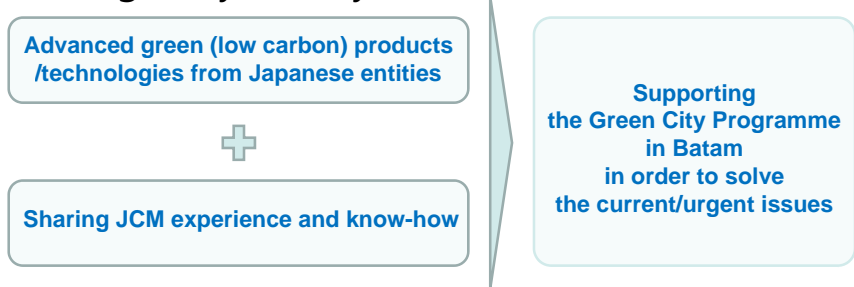 Advanced green (low carbon) products
/technologies from Japanese entities
Sharing JCM experience and know-how
Supporting
the Green City Programme
in Batam
in order to solve
the current/urgent issues